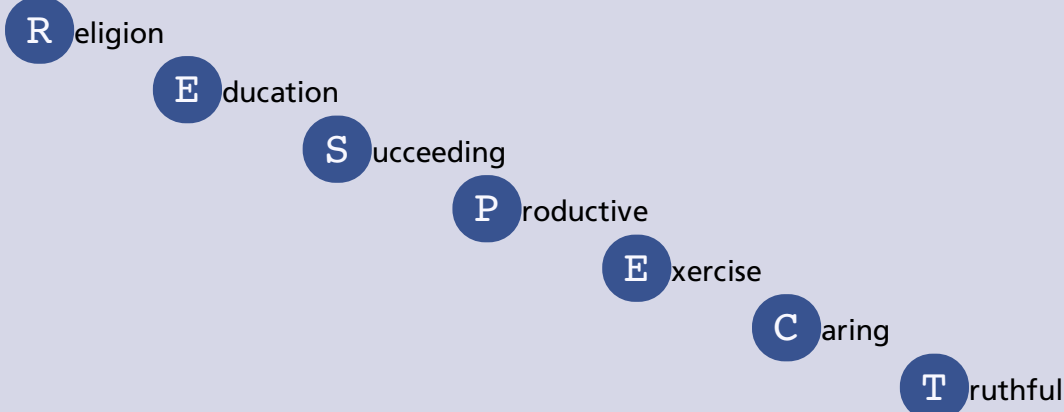 Religion
Education
Succeeding
Productive
Exercise
Caring
Truthful